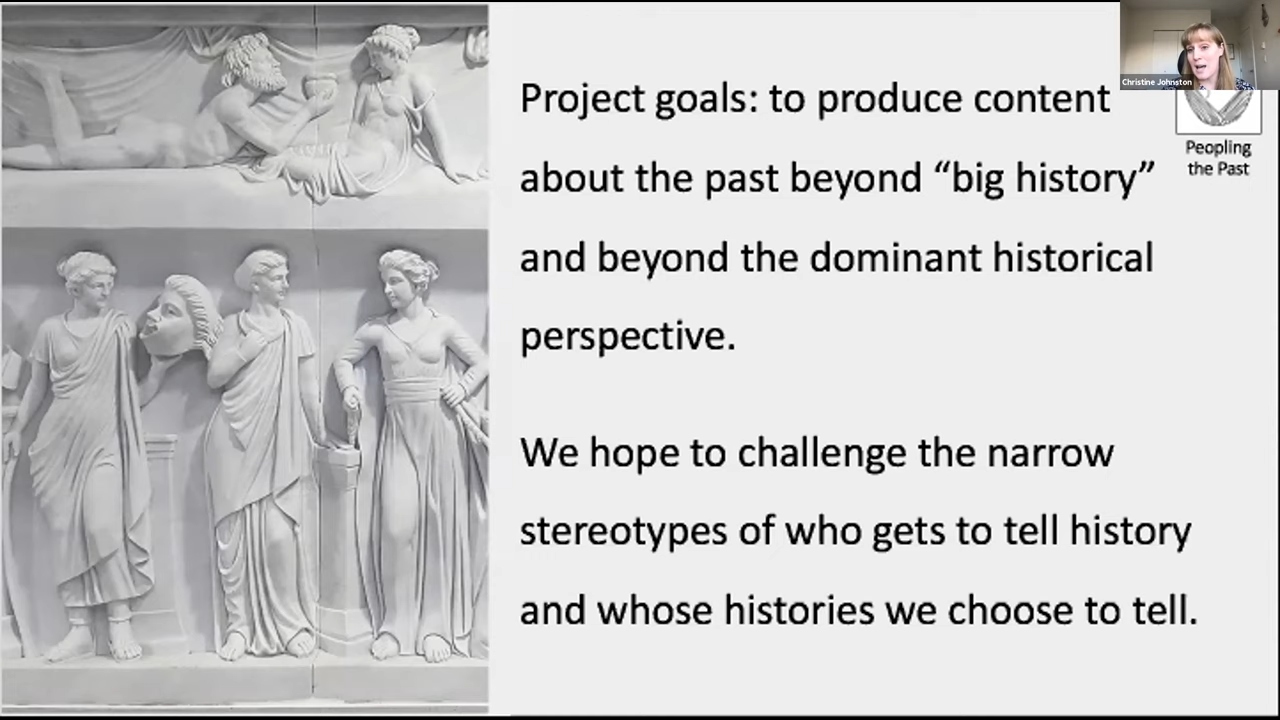 Christine Johnston
Project goals: to produce content
about the past beyond “big history”
and beyond the dominant historical
perspective.
We hope to challenge the narrow
stereotypes of who gets to tell history
and whose histories we choose to tell.
Peopling
the Past